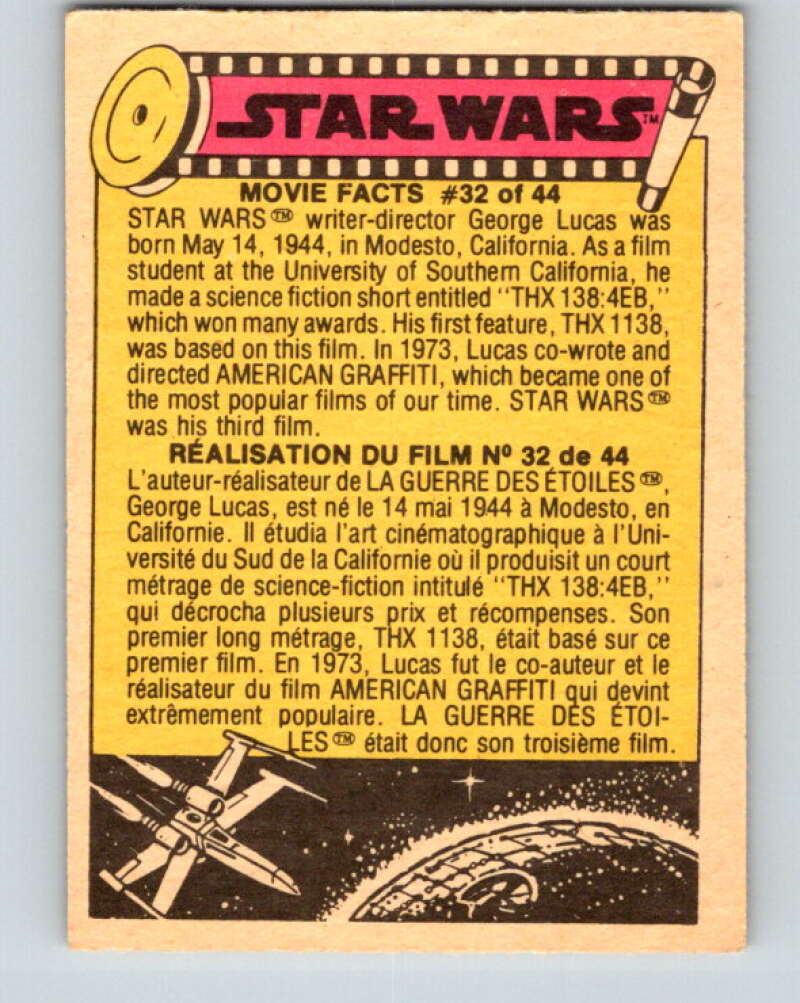 STAR WARS™
MOVIE FACTS #32 of 44
STAR WARS™ writer-director George Lucas was
born May 14, 1944, in Modesto, California. As a film
student at the University of Southern California, he
made a science fiction short entitled "THX 138:4EB,"
which won many awards. His first feature, THX 1138,
was based on this film. In 1973, Lucas co-wrote and
directed AMERICAN GRAFFITI, which became one of
the most popular films of our time. STAR WARS™
was his third film.
RÉALISATION DU FILM Nº 32 de 44
L'auteur-réalisateur de LA GUERRE DES ÉTOILES™,
George Lucas, est né le 14 mai 1944 à Modesto, en
Californie. Il étudia l'art cinématographique à l'Uni-
versité du Sud de la Californie où il produisit un court
métrage de science-fiction intitulé "THX 138:4EB,"
qui décrocha plusieurs prix et récompenses. Son
premier long métrage, THX 1138, était basé sur ce
premier film. En 1973, Lucas fut le co-auteur et le
réalisateur du film AMERICAN GRAFFITI qui devint
extrêmement populaire. LA GUERRE DES ÉTOI-
LES™ était donc son troisième film.